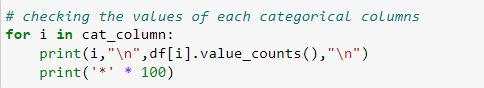 # checking the values of each categorical columns
for i in cat_column:
    print(i,"\n",df[i].value_counts(),"\n")
    print('*' * 100)